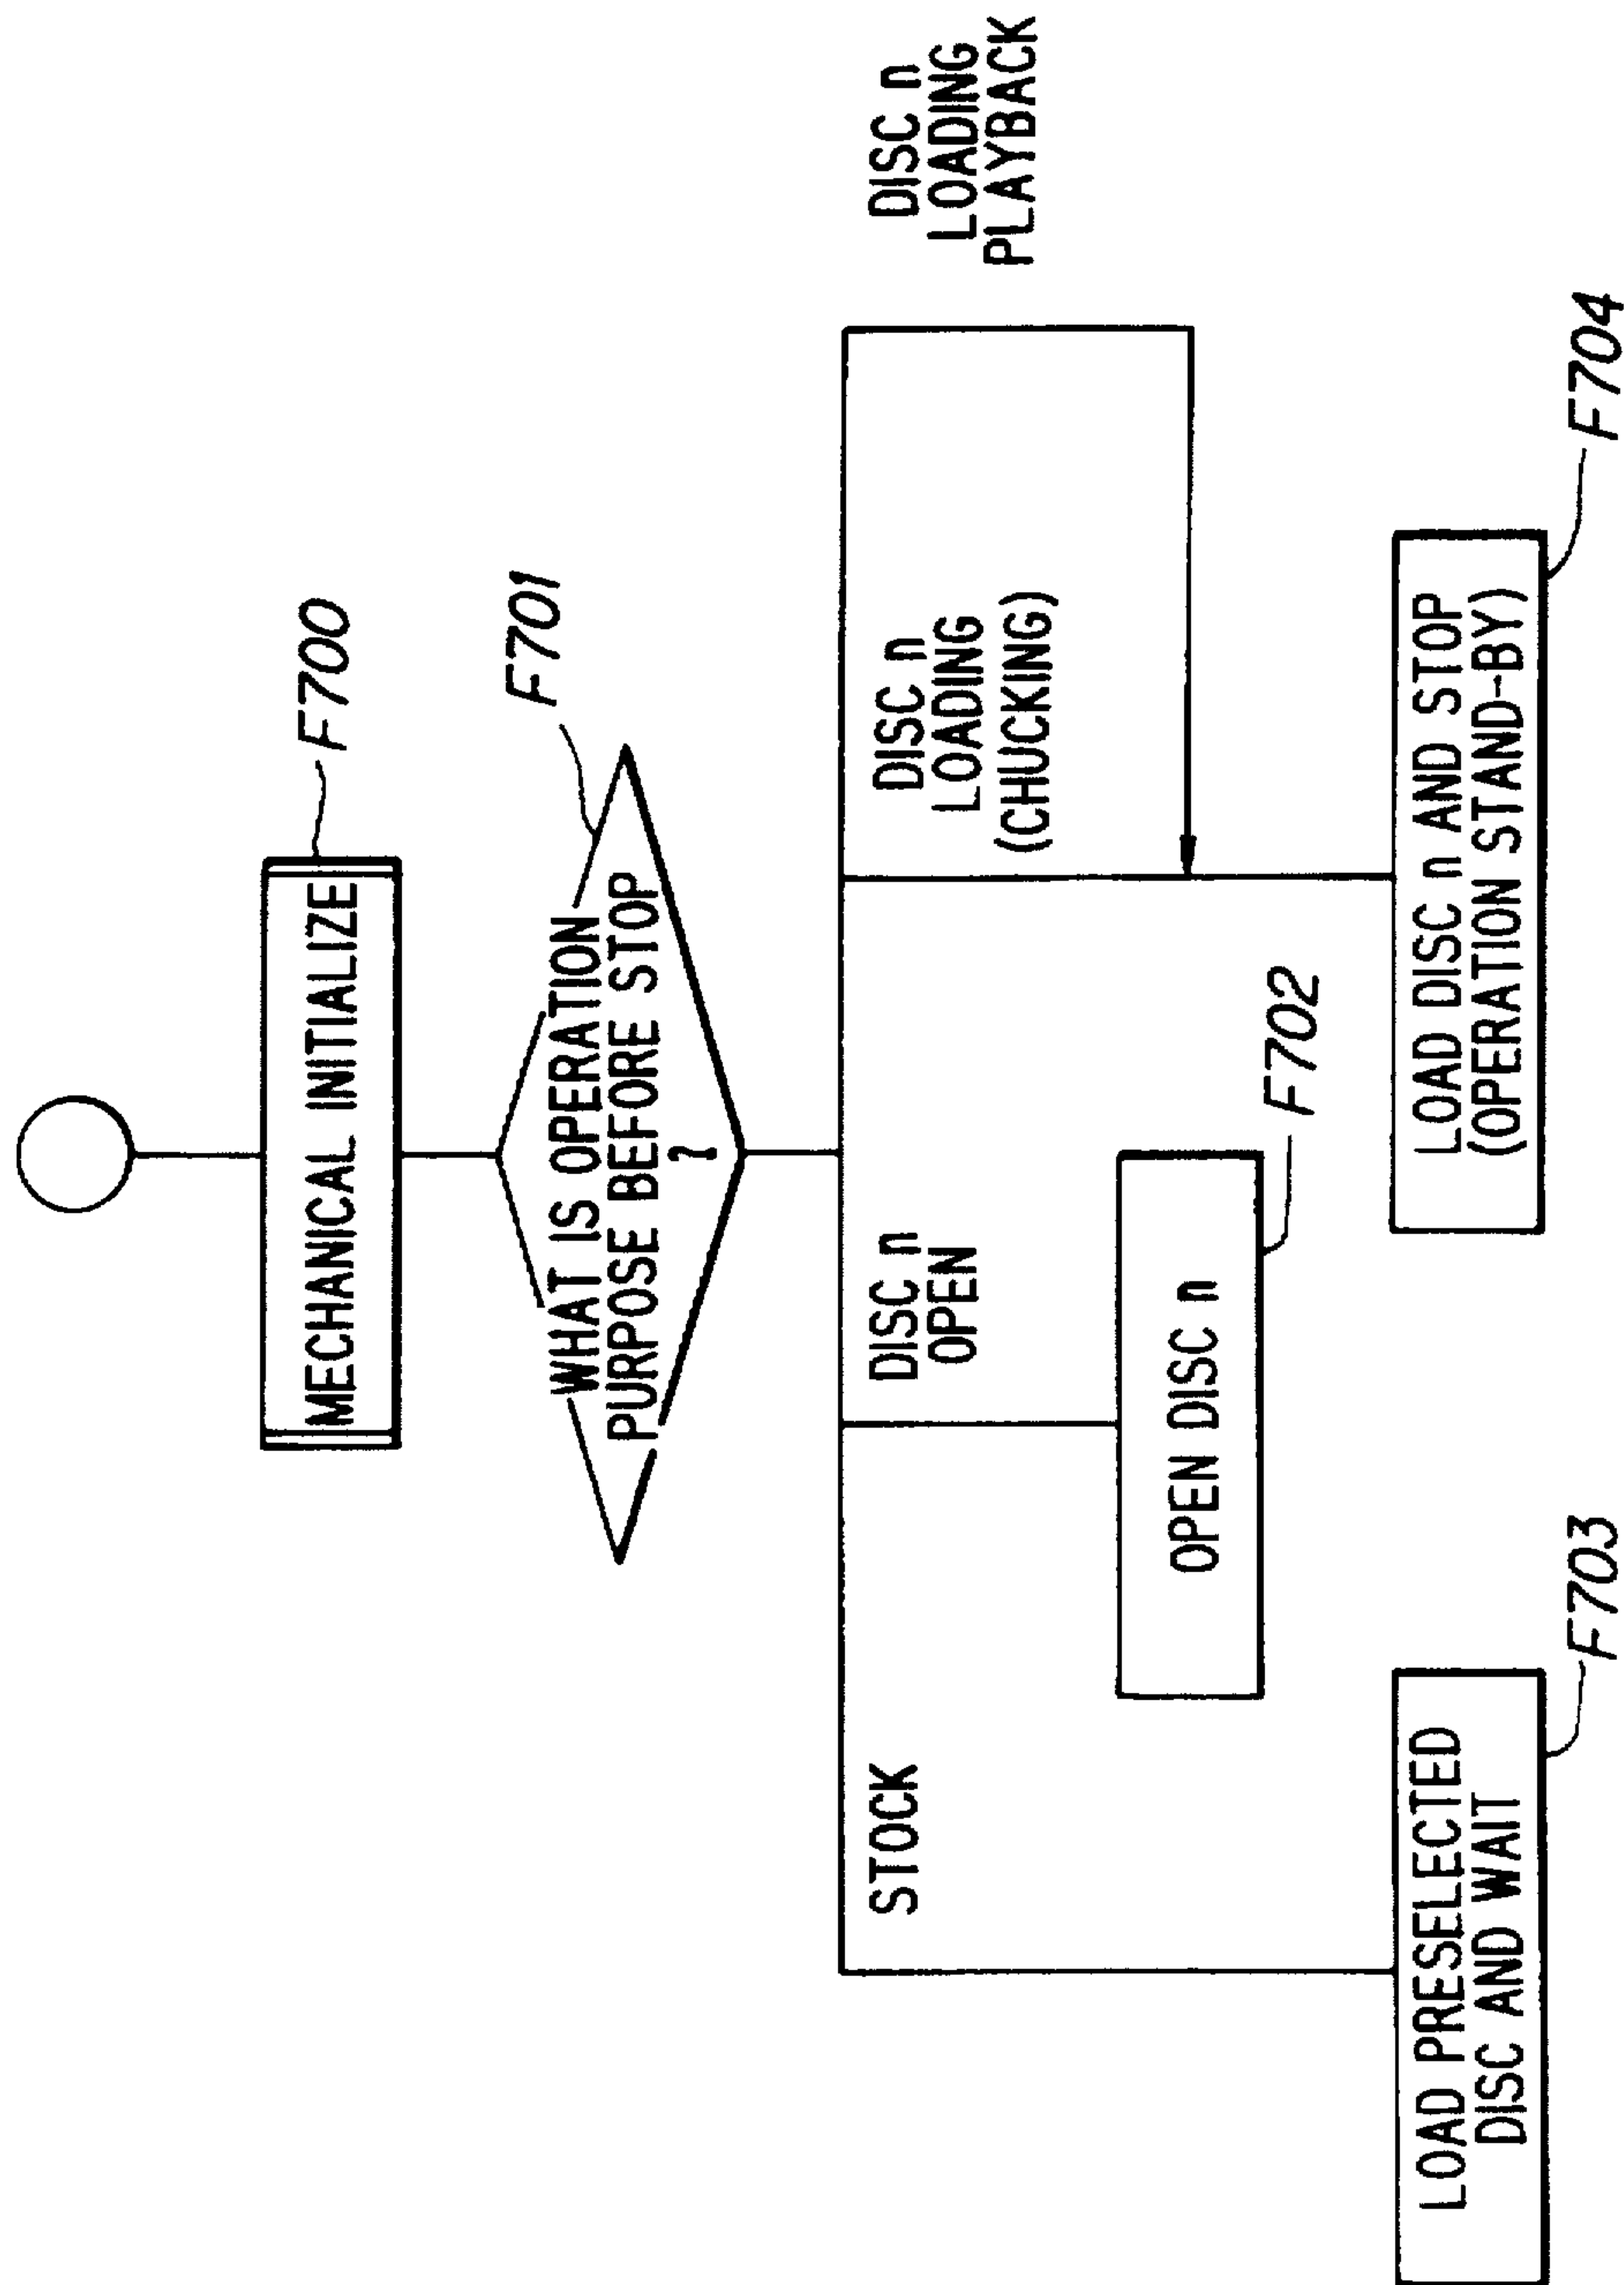 MECHANICAL INITIALIZE
F700
WHAT IS OPERATION
PURPOSE BEFORE STOP
?
F701
STOCK
DISC n
OPEN
DISC n
LOADING
(CHUCKING)
DISC n
LOADING
PLAYBACK
OPEN DISC n
F702
LOAD PRESELECTED
DISC AND WAIT
F703
LOAD DISC n AND STOP
(OPERATION STAND-BY)
F704